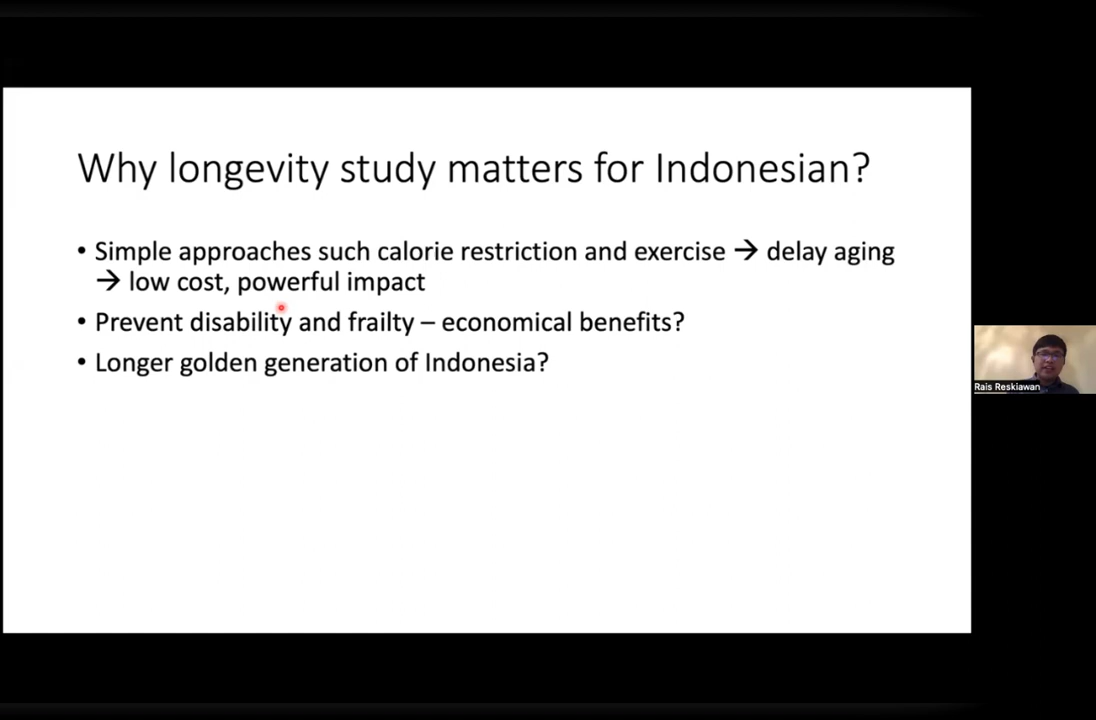 Why longevity study matters for Indonesian?
• Simple approaches such calorie restriction and exercise → delay aging
→ low cost, powerful impact
• Prevent disability and frailty – economical benefits?
• Longer golden generation of Indonesia?
Rais Reskiawan